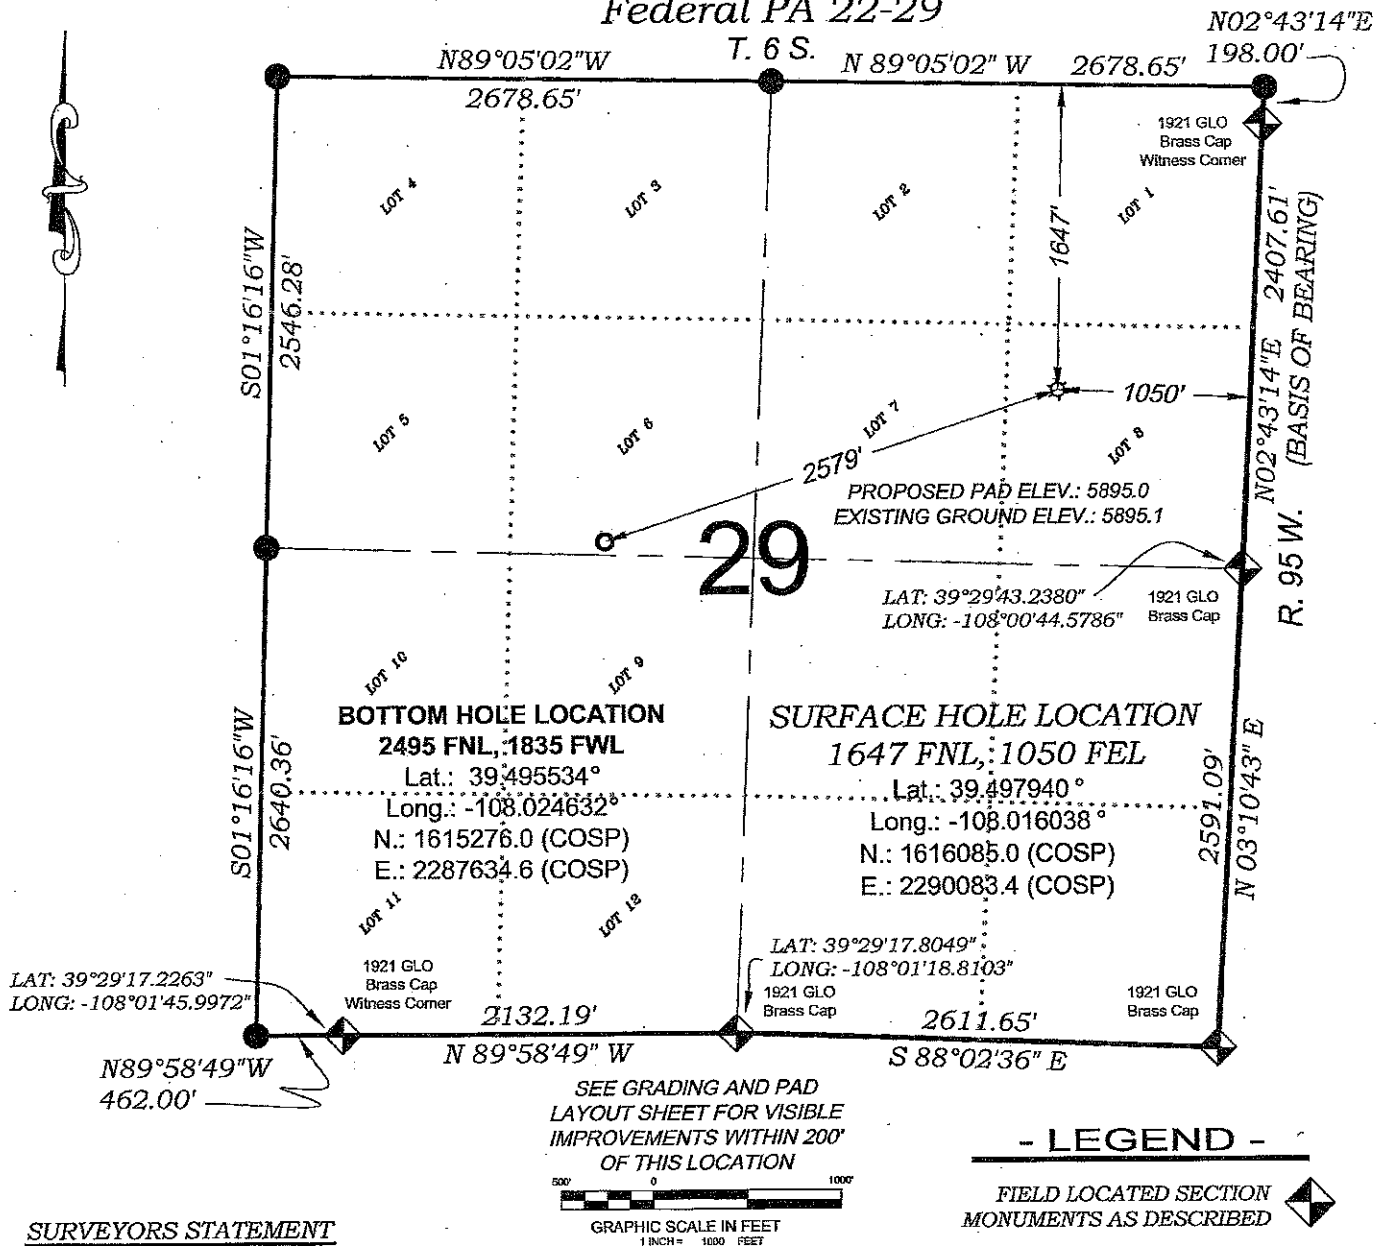 Federal PA 22-29
T. 6 S.
N89°05'02"W
2678.65'
N 89°05'02" W 2678.65'
N02°43'14"E
198.00'
1921 GLO
Brass Cap
Witness Corner
LOT 4
LOT 3
LOT 2
LOT 1
1647'
S01°16'16"W
2546.28'
N02°43'14"E 2407.61'
(BASIS OF BEARING)
R. 95 W.
LOT 5
LOT 6
LOT 7
LOT 8
1050'
2579'
PROPOSED PAD ELEV.: 5895.0
EXISTING GROUND ELEV.: 5895.1
29
LAT: 39°29'43.2380"
LONG: -108°00'44.5786"
1921 GLO
Brass Cap
LOT 10
LOT 9
BOTTOM HOLE LOCATION
2495 FNL, 1835 FWL
Lat.: 39.495534°
Long.: -108.024632°
N.: 1615276.0 (COSP)
E.: 2287634.6 (COSP)
SURFACE HOLE LOCATION
1647 FNL, 1050 FEL
Lat.: 39.497940°
Long.: -108.016038°
N.: 1616085.0 (COSP)
E.: 2290083.4 (COSP)
S01°16'16"W
2640.36'
2591.09'
N 03°10'43" E
LOT 11
LOT 12
LAT: 39°29'17.2263"
LONG: -108°01'45.9972"
1921 GLO
Brass Cap
Witness Corner
LAT: 39°29'17.8049"
LONG: -108°01'18.8103"
1921 GLO
Brass Cap
1921 GLO
Brass Cap
2132.19'
N 89°58'49" W
2611.65'
S 88°02'36" E
N89°58'49"W
462.00'
SEE GRADING AND PAD
LAYOUT SHEET FOR VISIBLE
IMPROVEMENTS WITHIN 200'
OF THIS LOCATION
500' 0 1000'
GRAPHIC SCALE IN FEET
1 INCH = 1000 FEET
- LEGEND -
FIELD LOCATED SECTION
MONUMENTS AS DESCRIBED
SURVEYORS STATEMENT